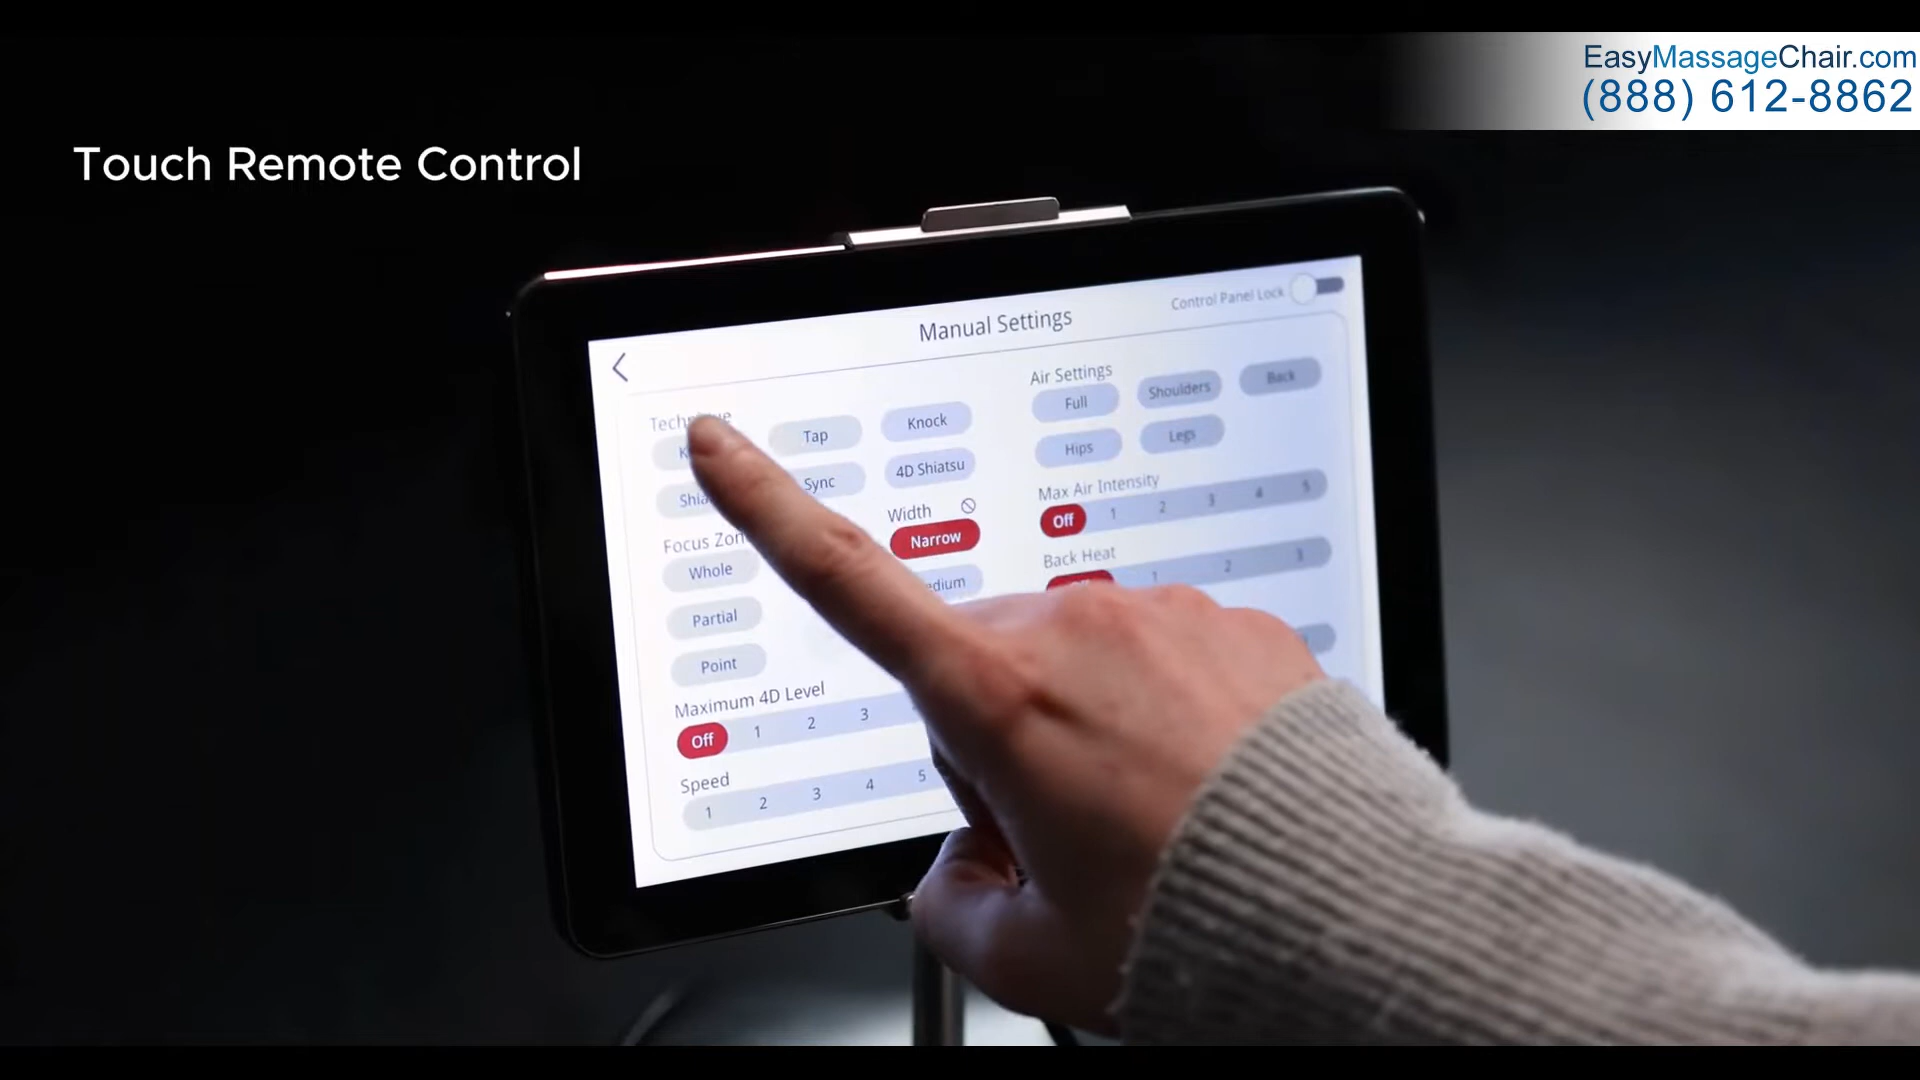 EasyMassageChair.com
(888) 612-8862
Touch Remote Control
Control Panel Lock
Manual Settings
Technique
Tap
Knock
Sync
4D Shiatsu
Width
Narrow
Focus
Whole
Partial
Point
Maximum 4D Level
Off 1 2 3
Speed
1 2 3 4 5
Air Settings
Full Shoulders Back
Hips Legs
Max Air Intensity
Off 1 2 3 4 5
Back Heat
1 2 3